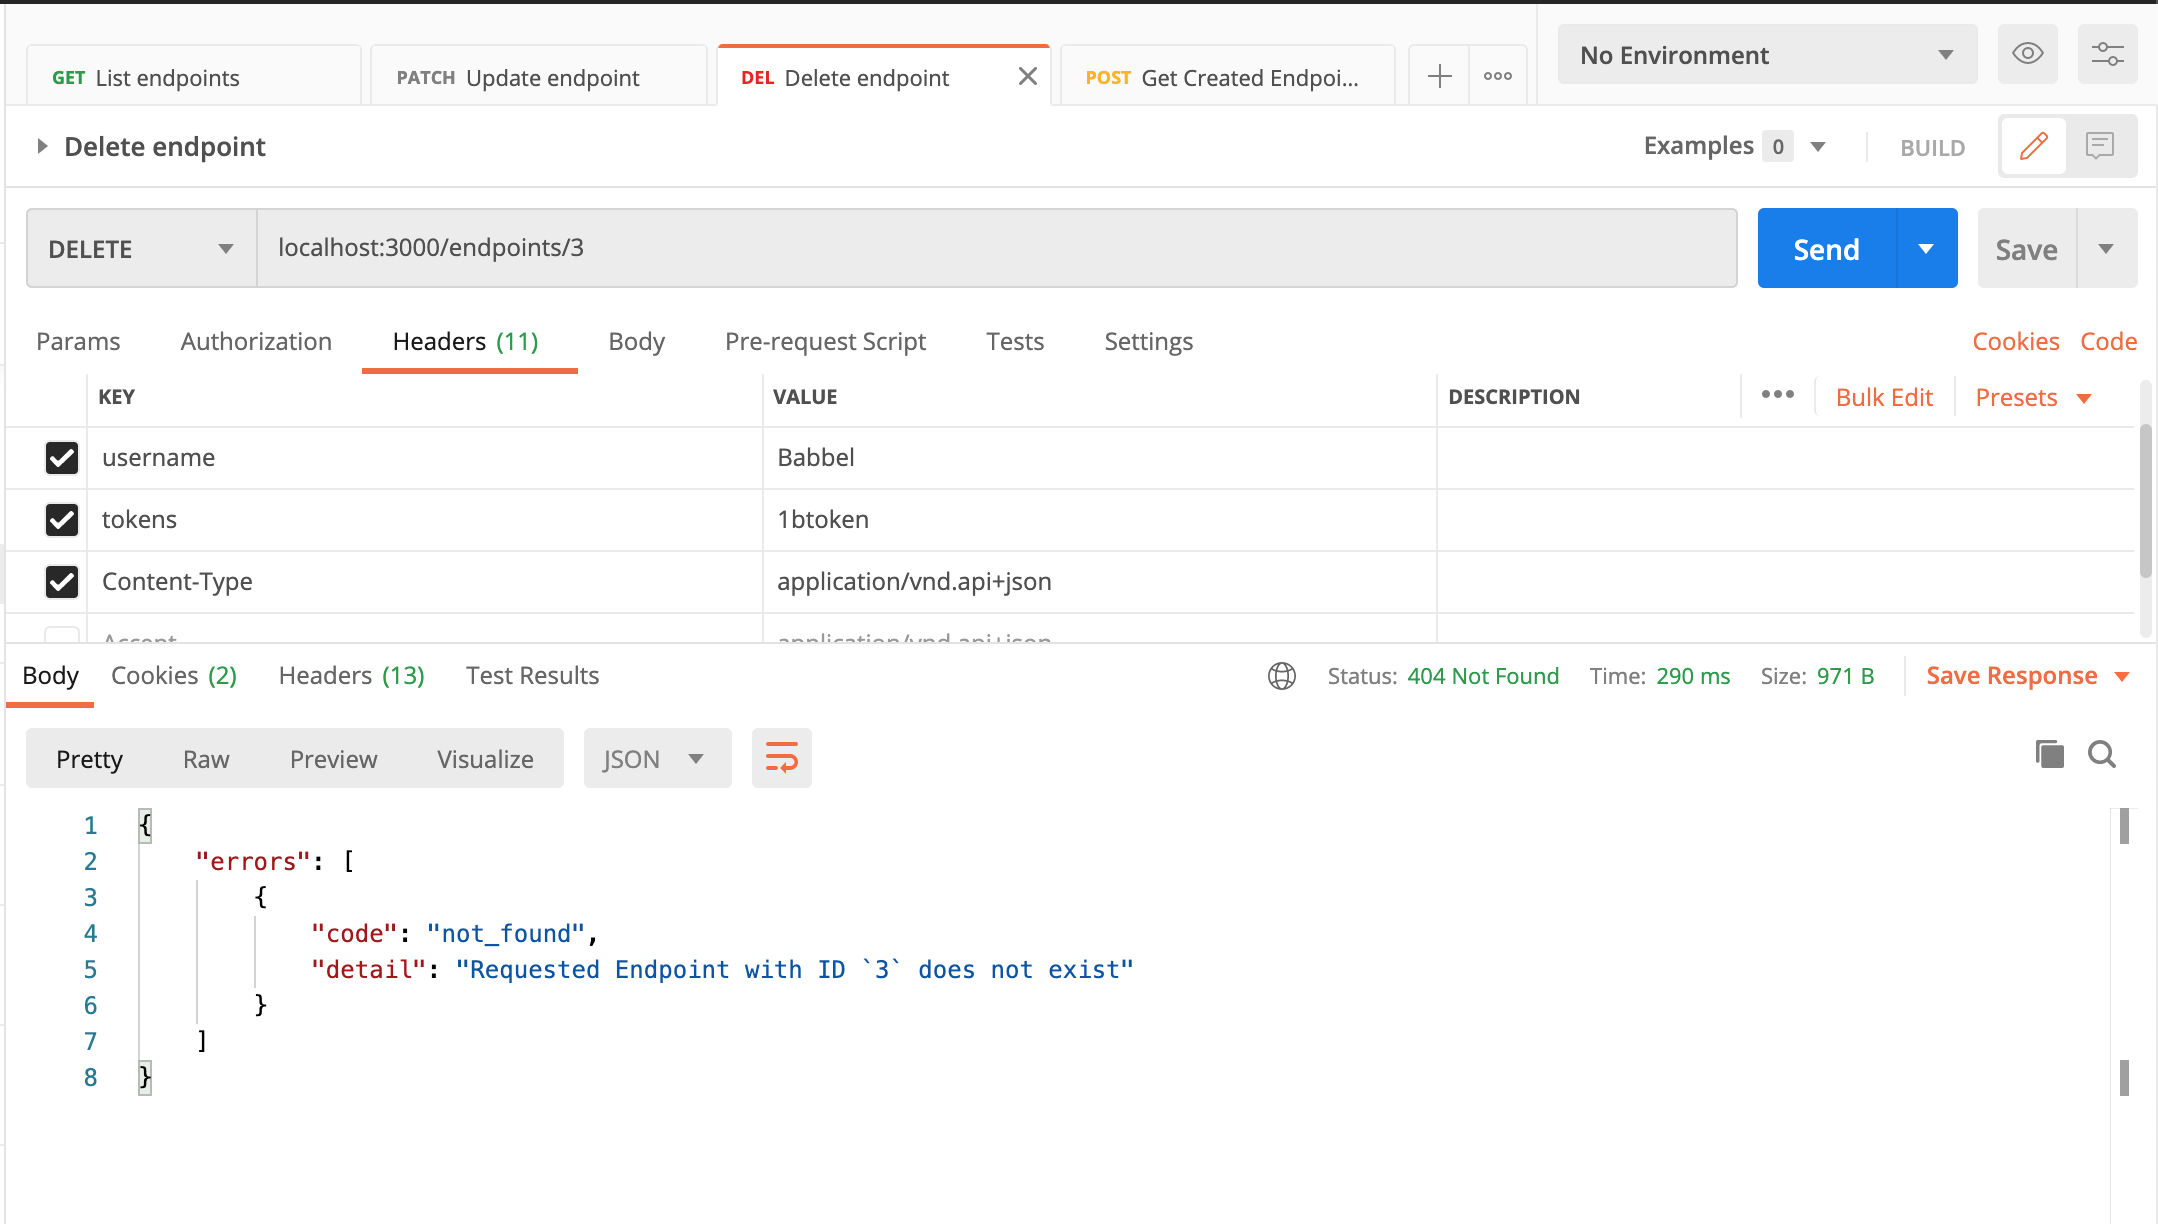 GET List endpoints
PATCH Update endpoint
DEL Delete endpoint
POST Get Created Endpoi...
No Environment
Delete endpoint
Examples 0
BUILD
DELETE
localhost:3000/endpoints/3
Send
Save
Params
Authorization
Headers (11)
Body
Pre-request Script
Tests
Settings
Cookies
Code
KEY
VALUE
DESCRIPTION
Bulk Edit
Presets
username
Babbel
tokens
1btoken
Content-Type
application/vnd.api+json
Accept
application/vnd.api+json
Body
Cookies (2)
Headers (13)
Test Results
Status: 404 Not Found
Time: 290 ms
Size: 971 B
Save Response
Pretty
Raw
Preview
Visualize
JSON
1 {
2 "errors": [
3 {
4 "code": "not_found",
5 "detail": "Requested Endpoint with ID `3` does not exist"
6 }
7 ]
8 }